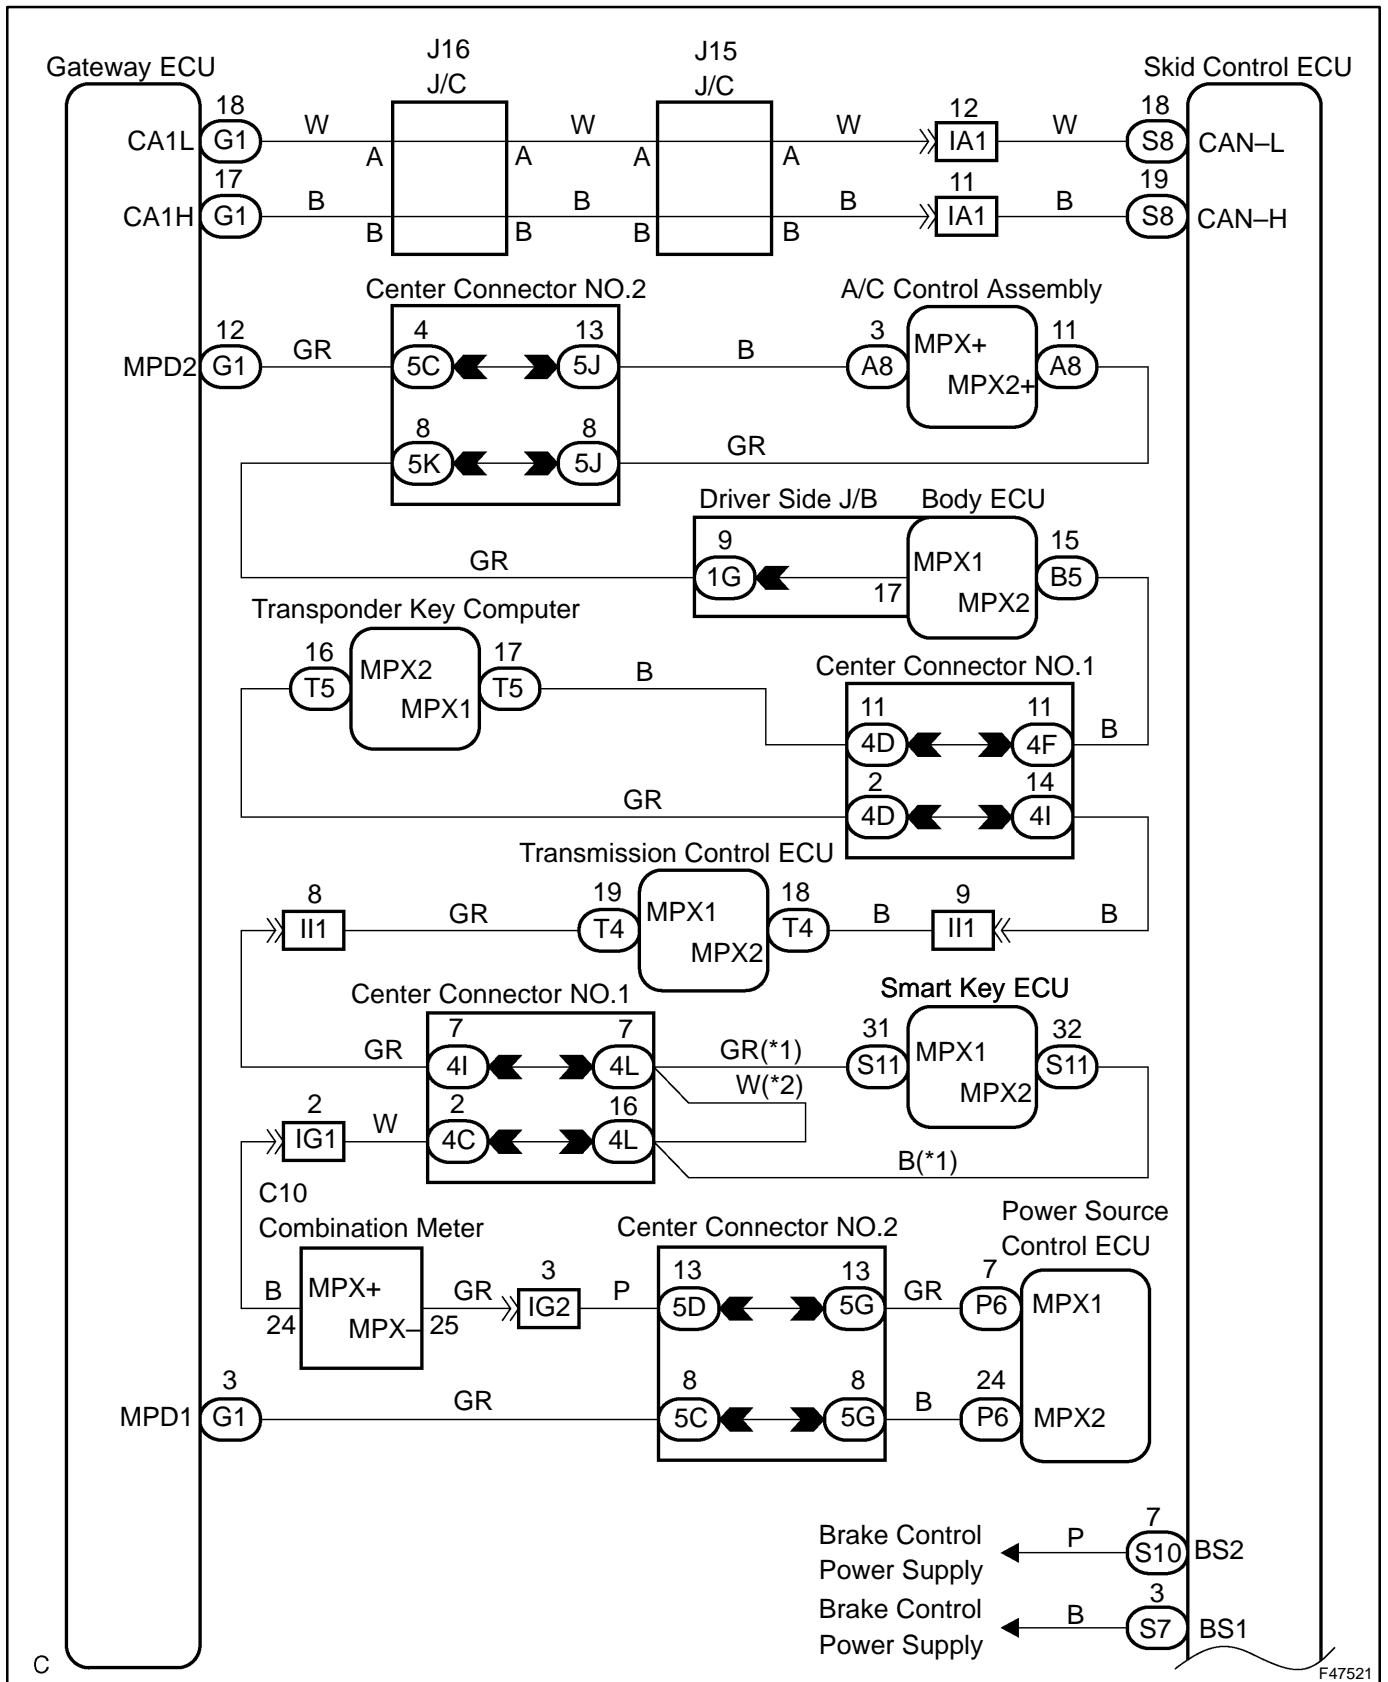 J16
J/C
J15
J/C
Gateway ECU
Skid Control ECU
18
12
18
CA1L
G1
W
A
A
W
A
A
W
IA1
W
S8
CAN–L
17
11
19
CA1H
G1
B
B
B
B
B
B
B
IA1
B
S8
CAN–H
Center Connector NO.2
A/C Control Assembly
12
4
13
3
11
MPD2
G1
GR
5C
5J
B
A8
MPX+
MPX2+
A8
8
8
5K
5J
GR
Driver Side J/B
Body ECU
9
15
GR
1G
17
MPX1
MPX2
B5
Transponder Key Computer
16
17
T5
MPX2
MPX1
T5
B
Center Connector NO.1
11
11
4D
4F
B
2
14
GR
4D
4I
Transmission Control ECU
8
19
18
9
II1
GR
T4
MPX1
MPX2
T4
B
II1
B
Center Connector NO.1
Smart Key ECU
7
7
31
32
GR
4I
4L
GR(*1)
S11
MPX1
MPX2
S11
W(*2)
2
2
16
IG1
W
4C
4L
B(*1)
C10
Combination Meter
Center Connector NO.2
Power Source
Control ECU
B
24
MPX+
MPX–
GR
25
3
IG2
P
13
13
5D
5G
GR
7
P6
MPX1
3
8
8
24
MPD1
G1
GR
5C
5G
B
P6
MPX2
Brake Control
Power Supply
P
7
S10
BS2
Brake Control
Power Supply
B
3
S7
BS1
C
F47521